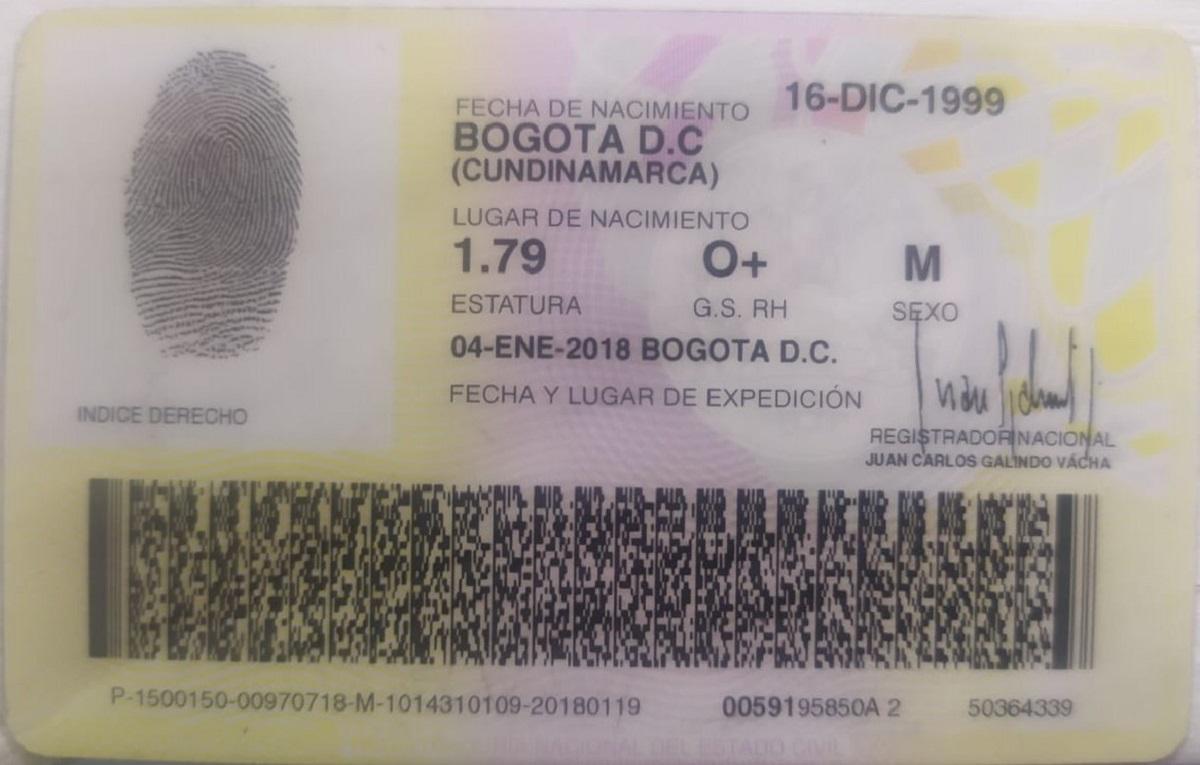 FECHA DE NACIMIENTO 16-DIC-1999
BOGOTA D.C
(CUNDINAMARCA)
LUGAR DE NACIMIENTO
1.79 O+ M
ESTATURA G.S. RH SEXO
04-ENE-2018 BOGOTA D.C.
FECHA Y LUGAR DE EXPEDICIÓN
INDICE DERECHO
REGISTRADOR NACIONAL
JUAN CARLOS GALINDO VÁCHA
P-1500150-00970718-M-1014310109-20180119 0059195850A 2 50364339
NACIONAL DEL ESTADO CIVIL